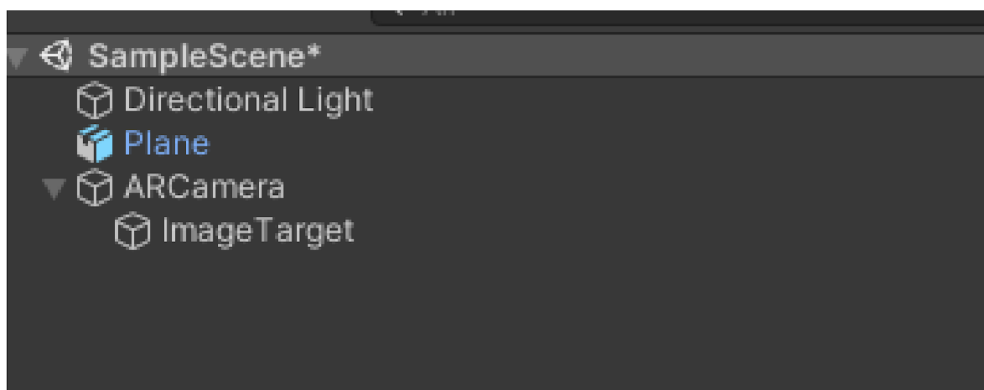 SampleScene*
Directional Light
Plane
ARCamera
ImageTarget